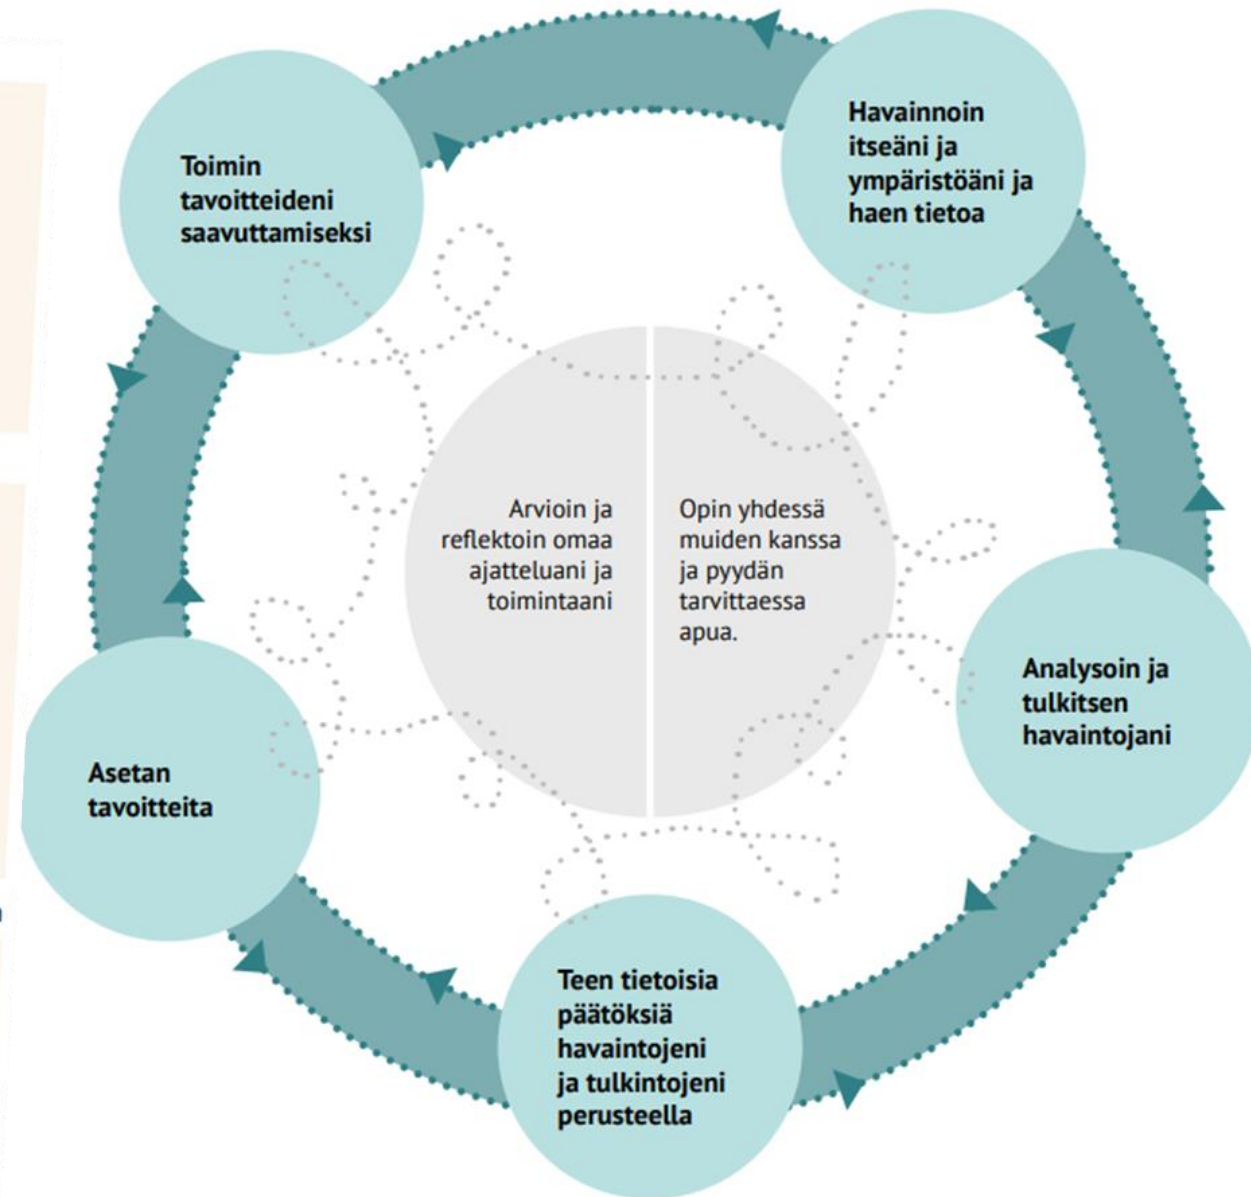 Toimin
tavoitteideni
saavuttamiseksi
Havainnoin
itseäni ja
ympäristöäni ja
haen tietoa
Arvioin ja
reflektoin omaa
ajatteluani ja
toimintaani
Opin yhdessä
muiden kanssa
ja pyydän
tarvittaessa
apua.
Analysoin ja
tulkitsen
havaintojani
Asetan
tavoitteita
Teen tietoisia
päätöksiä
havaintojeni
ja tulkintojeni
perusteella